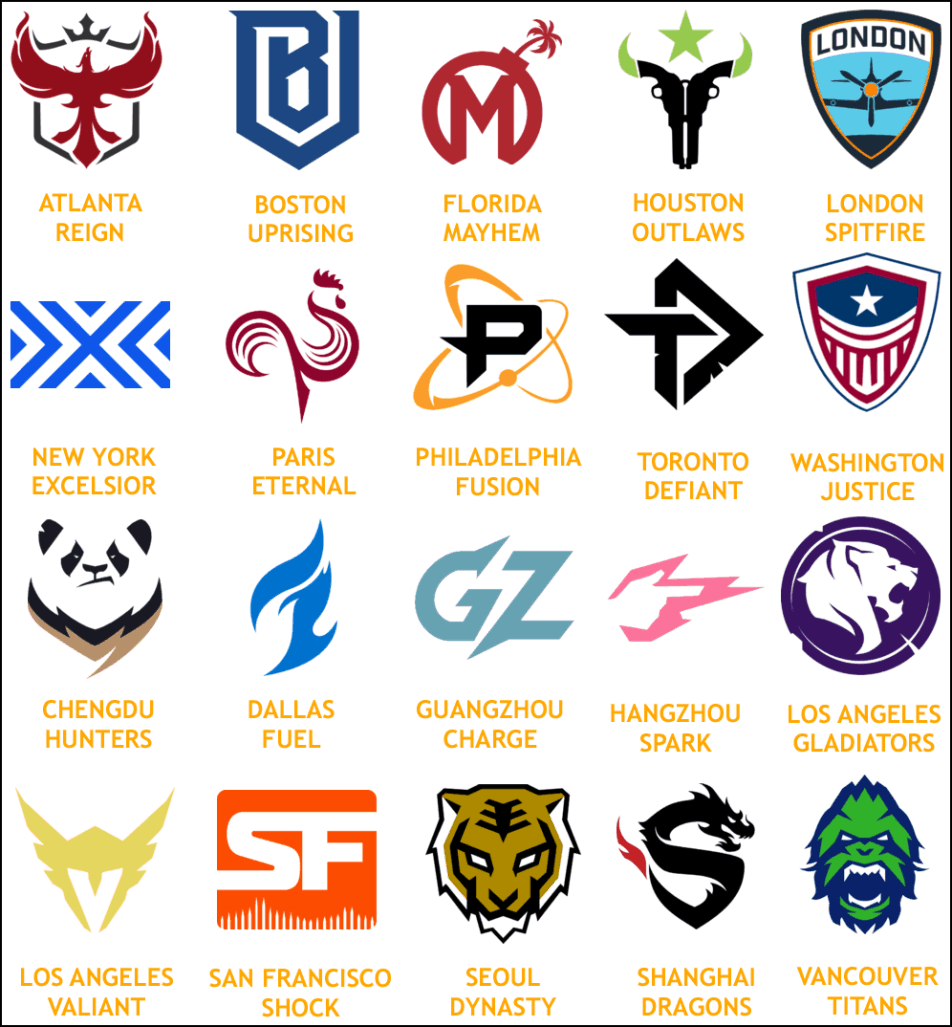 LONDON
ATLANTA
REIGN
BOSTON
UPRISING
FLORIDA
MAYHEM
HOUSTON
OUTLAWS
LONDON
SPITFIRE
B
M
P
NEW YORK
EXCELSIOR
PARIS
ETERNAL
PHILADELPHIA
FUSION
TORONTO
DEFIANT
WASHINGTON
JUSTICE
GZ
CHENGDU
HUNTERS
DALLAS
FUEL
GUANGZHOU
CHARGE
HANGZHOU
SPARK
LOS ANGELES
GLADIATORS
SF
LOS ANGELES
VALIANT
SAN FRANCISCO
SHOCK
SEOUL
DYNASTY
SHANGHAI
DRAGONS
VANCOUVER
TITANS